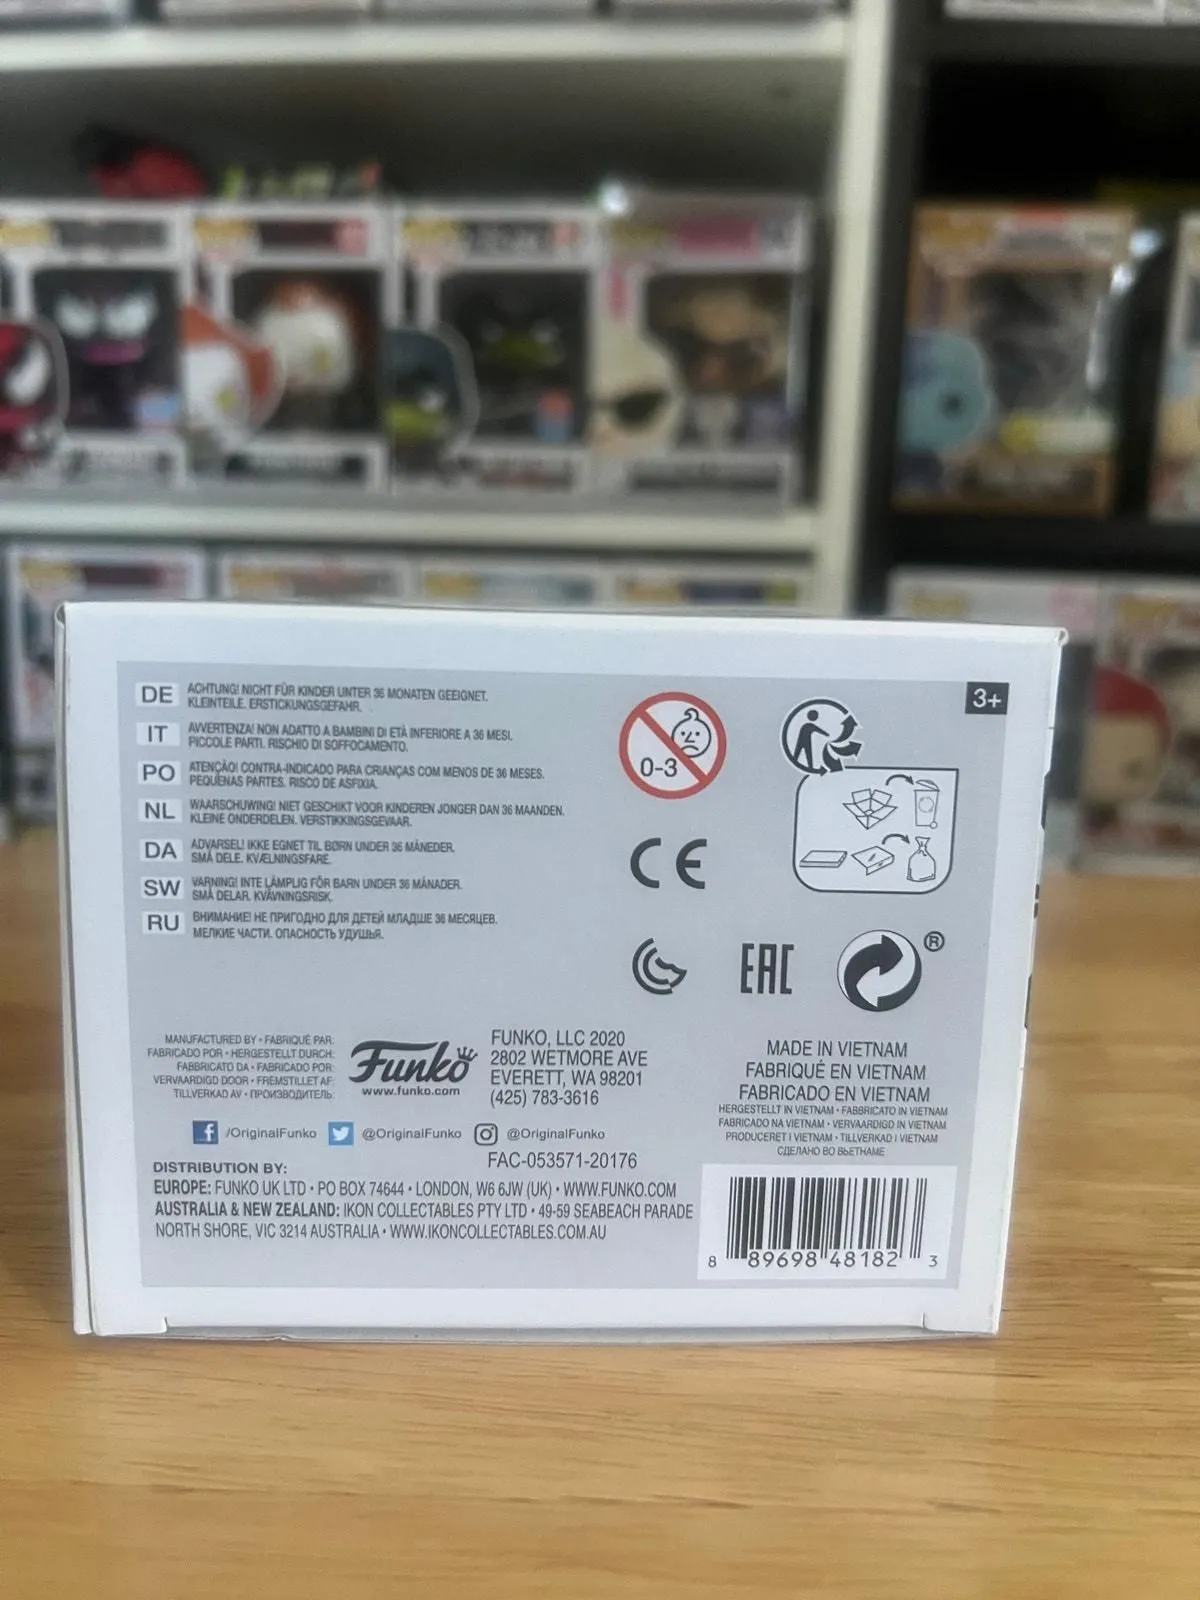 3+
DE ACHTUNG! NICHT FÜR KINDER UNTER 36 MONATEN GEEIGNET.
KLEINTEILE. ERSTICKUNGSGEFAHR.
IT AVVERTENZA! NON ADATTO A BAMBINI DI ETÀ INFERIORE A 36 MESI.
PICCOLE PARTI. RISCHIO DI SOFFOCAMENTO.
PO ATENÇÃO! CONTRA-INDICADO PARA CRIANÇAS COM MENOS DE 36 MESES.
PEQUENAS PARTES. RISCO DE ASFIXIA.
NL WAARSCHUWING! NIET GESCHIKT VOOR KINDEREN JONGER DAN 36 MAANDEN.
KLEINE ONDERDELEN. VERSTIKKINGSGEVAAR.
DA ADVARSEL! IKKE EGNET TIL BØRN UNDER 36 MÅNEDER.
SMÅ DELE. KVÆLNINGSFARE.
SW VARNING! INTE LÄMPLIG FÖR BARN UNDER 36 MÅNADER.
SMÅ DELAR. KVÄVNINGSRISK.
RU ВНИМАНИЕ! НЕ ПРИГОДНО ДЛЯ ДЕТЕЙ МЛАДШЕ 36 МЕСЯЦЕВ.
МЕЛКИЕ ЧАСТИ. ОПАСНОСТЬ УДУШЬЯ.
0-3
CE
EAC
®
MANUFACTURED BY • FABRIQUÉ PAR:
FABRICADO POR • HERGESTELLT DURCH:
FABBRICATO DA • FABRICADO POR:
VERVAARDIGD DOOR • FREMSTILLET AF:
TILLVERKAD AV • ПРОИЗВОДИТЕЛЬ:
Funko
www.funko.com
FUNKO, LLC 2020
2802 WETMORE AVE
EVERETT, WA 98201
(425) 783-3616
MADE IN VIETNAM
FABRIQUÉ EN VIETNAM
FABRICADO EN VIETNAM
HERGESTELLT IN VIETNAM • FABBRICATO IN VIETNAM
FABRICADO NA VIETNAM • VERVAARDIGD IN VIETNAM
PRODUCERET I VIETNAM • TILLVERKAD I VIETNAM
СДЕЛАНО ВО ВЬЕТНАМЕ
f /OriginalFunko @OriginalFunko @OriginalFunko
FAC-053571-20176
DISTRIBUTION BY:
EUROPE: FUNKO UK LTD • PO BOX 74644 • LONDON, W6 6JW (UK) • WWW.FUNKO.COM
AUSTRALIA & NEW ZEALAND: IKON COLLECTABLES PTY LTD • 49-59 SEABEACH PARADE
NORTH SHORE, VIC 3214 AUSTRALIA • WWW.IKONCOLLECTABLES.COM.AU
8 89698 48182 3